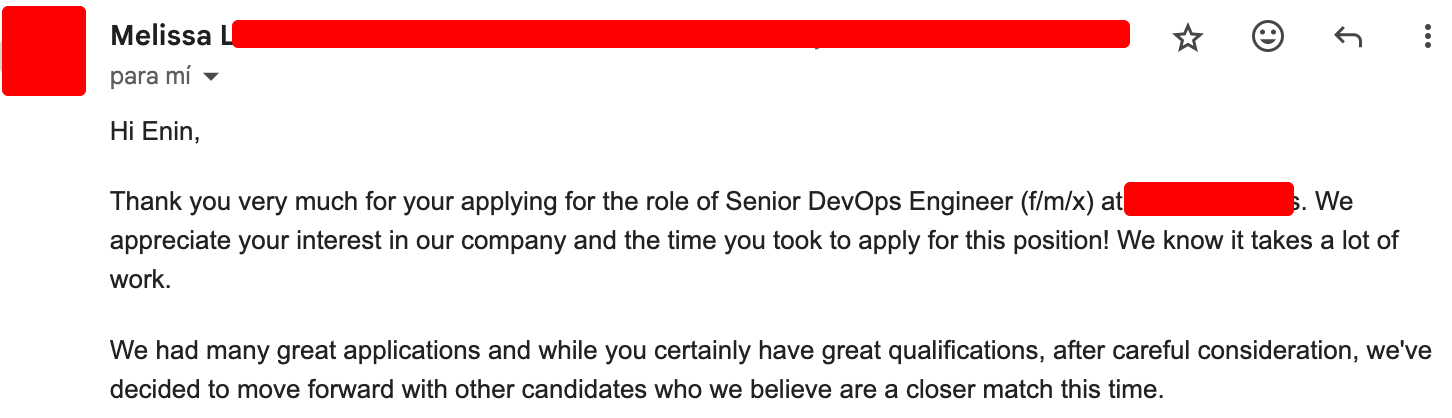 Melissa L
para mí
Hi Enin,
Thank you very much for your applying for the role of Senior DevOps Engineer (f/m/x) at s. We
appreciate your interest in our company and the time you took to apply for this position! We know it takes a lot of
work.
We had many great applications and while you certainly have great qualifications, after careful consideration, we've
decided to move forward with other candidates who we believe are a closer match this time.